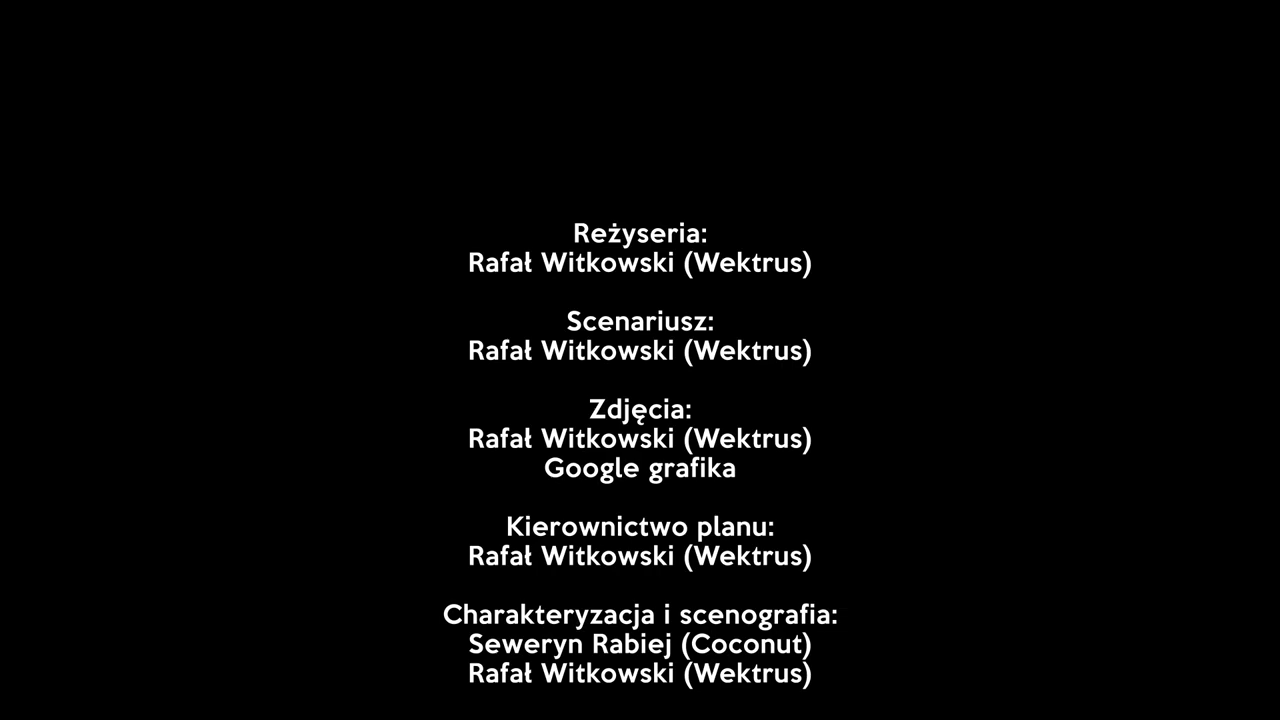 Reżyseria:
Rafał Witkowski (Wektrus)
Scenariusz:
Rafał Witkowski (Wektrus)
Zdjęcia:
Rafał Witkowski (Wektrus)
Google grafika
Kierownictwo planu:
Rafał Witkowski (Wektrus)
Charakteryzacja i scenografia:
Seweryn Rabiej (Coconut)
Rafał Witkowski (Wektrus)